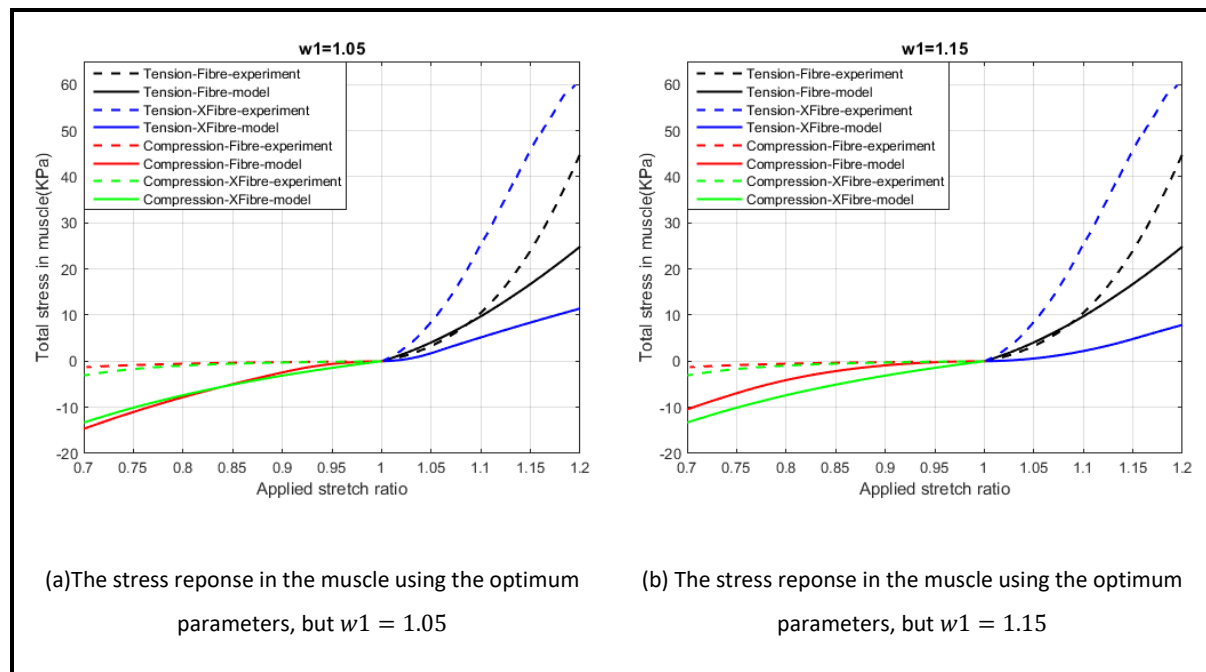 w1=1.05
Tension-Fibre-experiment
Tension-Fibre-model
Tension-XFibre-experiment
Tension-XFibre-model
Compression-Fibre-experiment
Compression-Fibre-model
Compression-XFibre-experiment
Compression-XFibre-model
Total stress in muscle(KPa)
60
50
40
30
20
10
0
-10
-20
0.7 0.75 0.8 0.85 0.9 0.95 1 1.05 1.1 1.15 1.2
Applied stretch ratio
(a)The stress reponse in the muscle using the optimum
parameters, but w1 = 1.05
w1=1.15
Tension-Fibre-experiment
Tension-Fibre-model
Tension-XFibre-experiment
Tension-XFibre-model
Compression-Fibre-experiment
Compression-Fibre-model
Compression-XFibre-experiment
Compression-XFibre-model
Total stress in muscle(KPa)
60
50
40
30
20
10
0
-10
-20
0.7 0.75 0.8 0.85 0.9 0.95 1 1.05 1.1 1.15 1.2
Applied stretch ratio
(b) The stress reponse in the muscle using the optimum
parameters, but w1 = 1.15